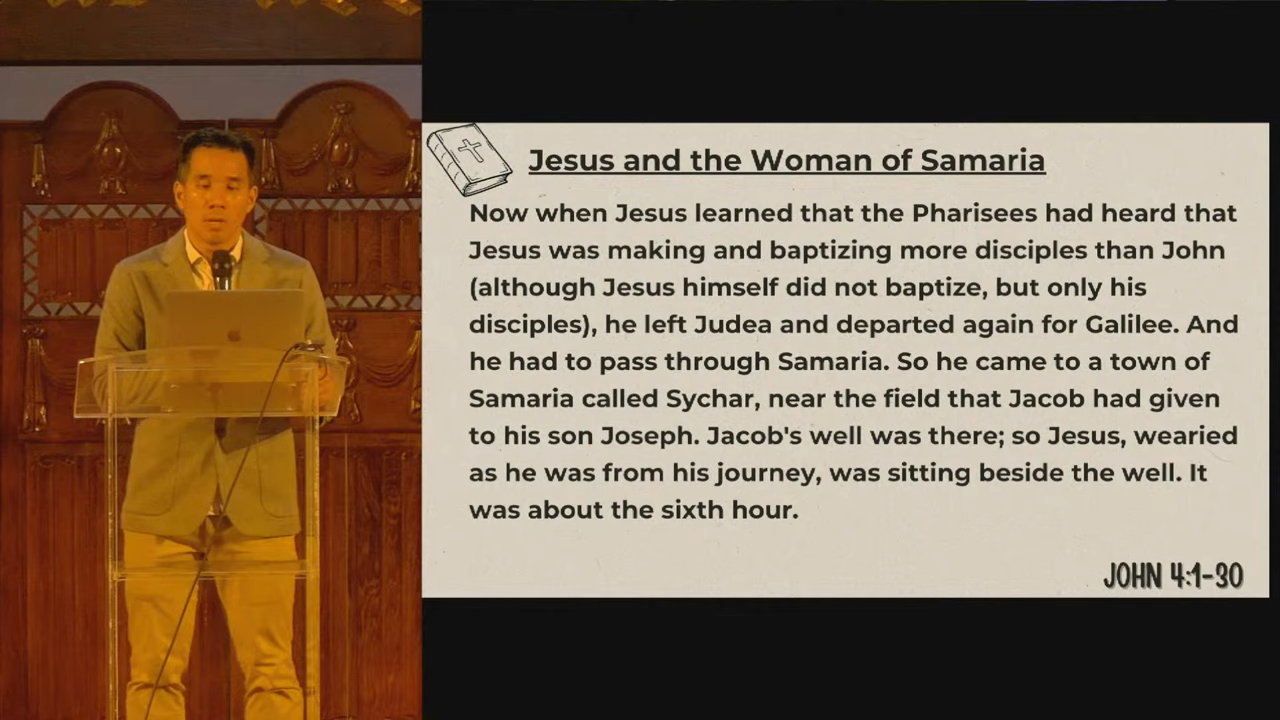 Jesus and the Woman of Samaria
Now when Jesus learned that the Pharisees had heard that
Jesus was making and baptizing more disciples than John
(although Jesus himself did not baptize, but only his
disciples), he left Judea and departed again for Galilee. And
he had to pass through Samaria. So he came to a town of
Samaria called Sychar, near the field that Jacob had given
to his son Joseph. Jacob's well was there; so Jesus, wearied
as he was from his journey, was sitting beside the well. It
was about the sixth hour.
JOHN 4:1-30